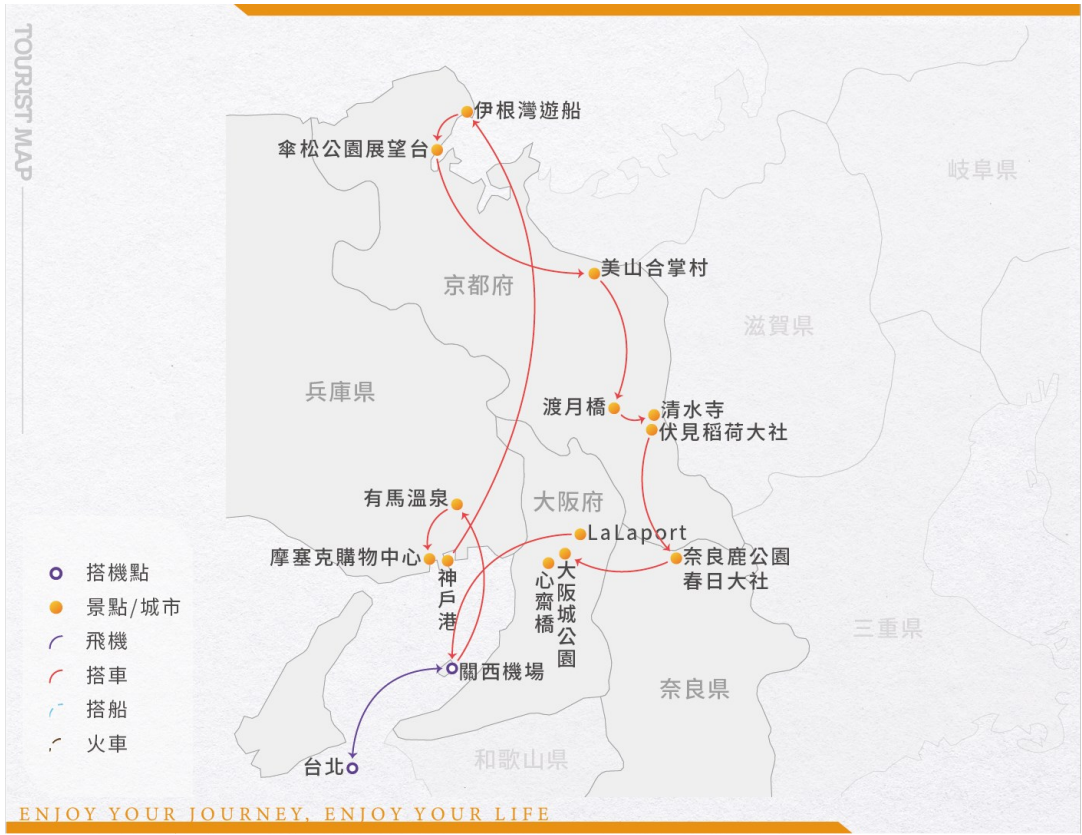 TOURIST MAP
伊根灣遊船
傘松公園展望台
岐阜県
美山合掌村
京都府
滋賀県
兵庫県
渡月橋
清水寺
伏見稻荷大社
有馬溫泉
大阪府
LaLaport
摩塞克購物中心
神戶港
心齋橋
大阪城公園
奈良鹿公園
春日大社
三重県
關西機場
奈良県
和歌山県
台北
搭機點
景點/城市
飛機
搭車
搭船
火車
ENJOY YOUR JOURNEY, ENJOY YOUR LIFE